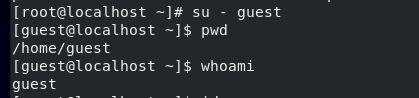 [root@localhost ~]# su - guest
[guest@localhost ~]$ pwd
/home/guest
[guest@localhost ~]$ whoami
guest